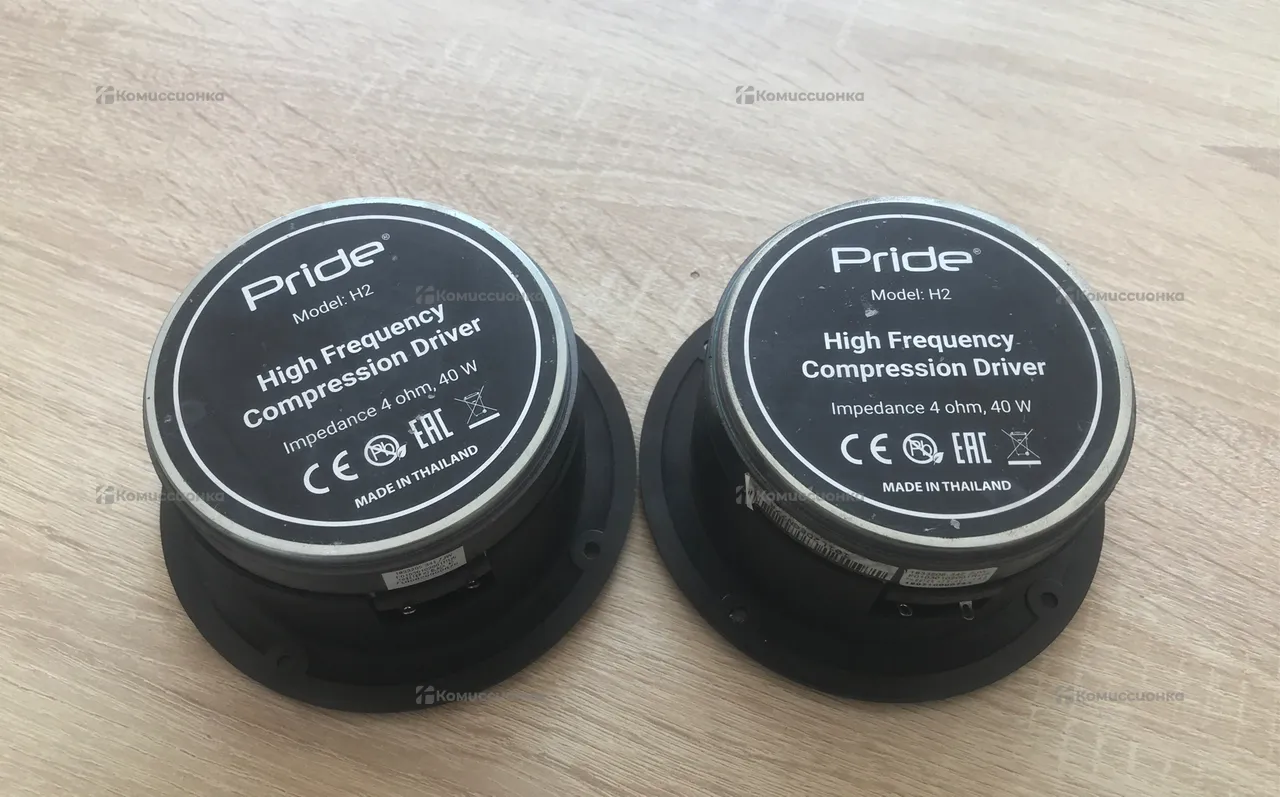 Комиссионка
Комиссионка
Pride®
Model: H2
Комиссионка
High Frequency
Compression Driver
Impedance 4 ohm, 40 W
CE Pb EAC
MADE IN THAILAND
Комиссионка
Pride®
Model: H2
Комиссионка
High Frequency
Compression Driver
Impedance 4 ohm, 40 W
CE Pb EAC
MADE IN THAILAND
Комиссионка
Комиссионка
Комиссионка